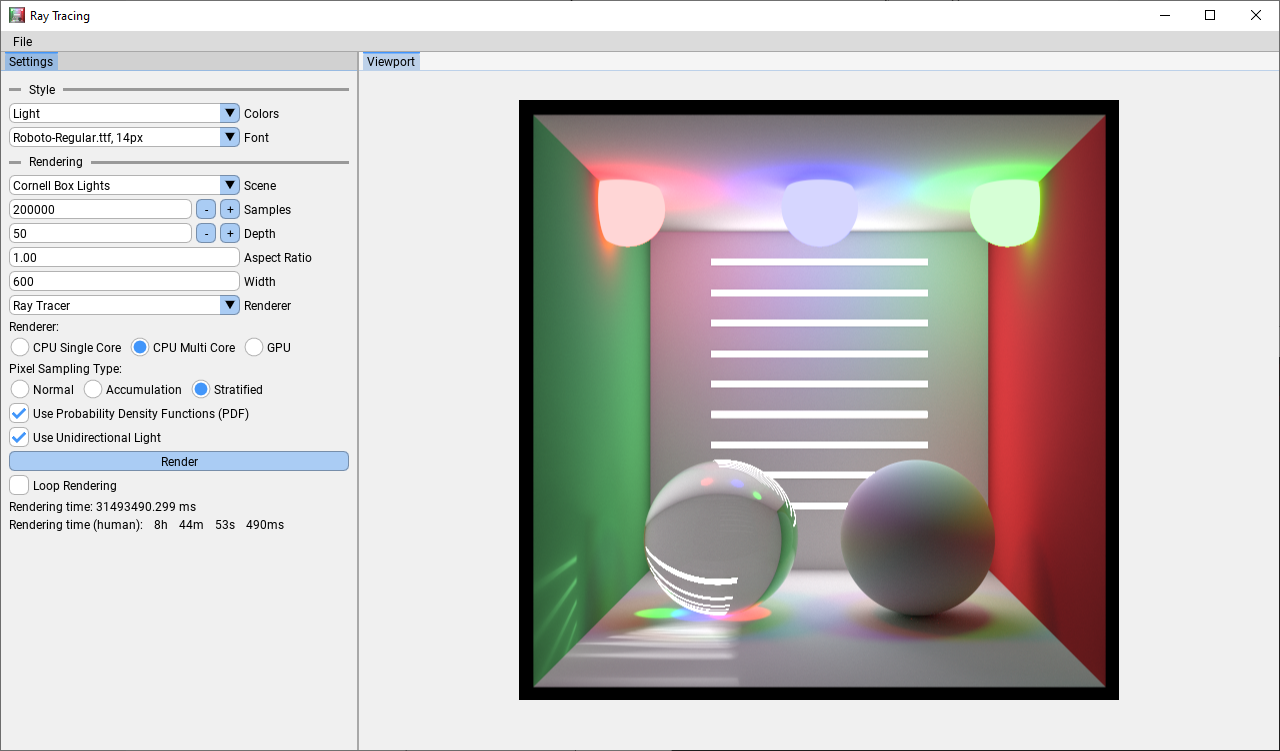 Ray Tracing
File
Settings
Viewport
Style
Light Colors
Roboto-Regular.ttf, 14px Font
Rendering
Cornell Box Lights Scene
200000 - + Samples
50 - + Depth
1.00 Aspect Ratio
600 Width
Ray Tracer Renderer
Renderer:
CPU Single Core CPU Multi Core GPU
Pixel Sampling Type:
Normal Accumulation Stratified
Use Probability Density Functions (PDF)
Use Unidirectional Light
Render
Loop Rendering
Rendering time: 31493490.299 ms
Rendering time (human): 8h 44m 53s 490ms